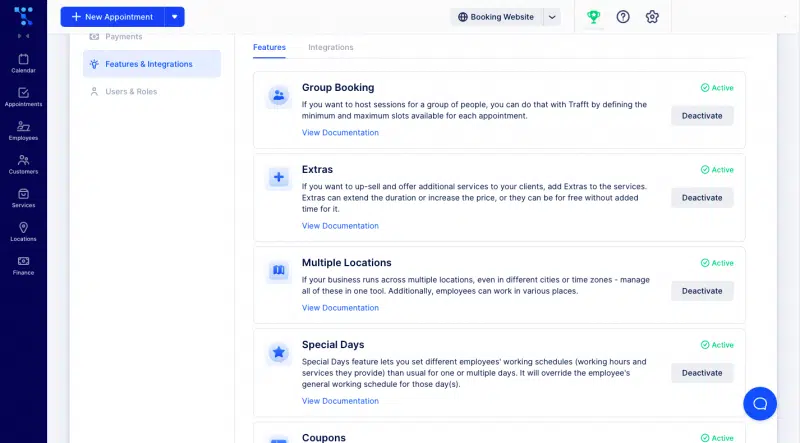 New Appointment
Booking Website
Calendar
Appointments
Employees
Customers
Services
Locations
Finance
Payments
Features & Integrations
Users & Roles
Features
Integrations
Group Booking
Active
If you want to host sessions for a group of people, you can do that with Trafft by defining the
minimum and maximum slots available for each appointment.
Deactivate
View Documentation
Extras
Active
If you want to up-sell and offer additional services to your clients, add Extras to the services.
Extras can extend the duration or increase the price, or they can be for free without added
time for it.
Deactivate
View Documentation
Multiple Locations
Active
If your business runs across multiple locations, even in different cities or time zones - manage
all of these in one tool. Additionally, employees can work in various places.
Deactivate
View Documentation
Special Days
Active
Special Days feature lets you set different employees' working schedules (working hours and
services they provide) than usual for one or multiple days. It will override the employee's
general working schedule for those day(s).
Deactivate
View Documentation
Coupons
Active